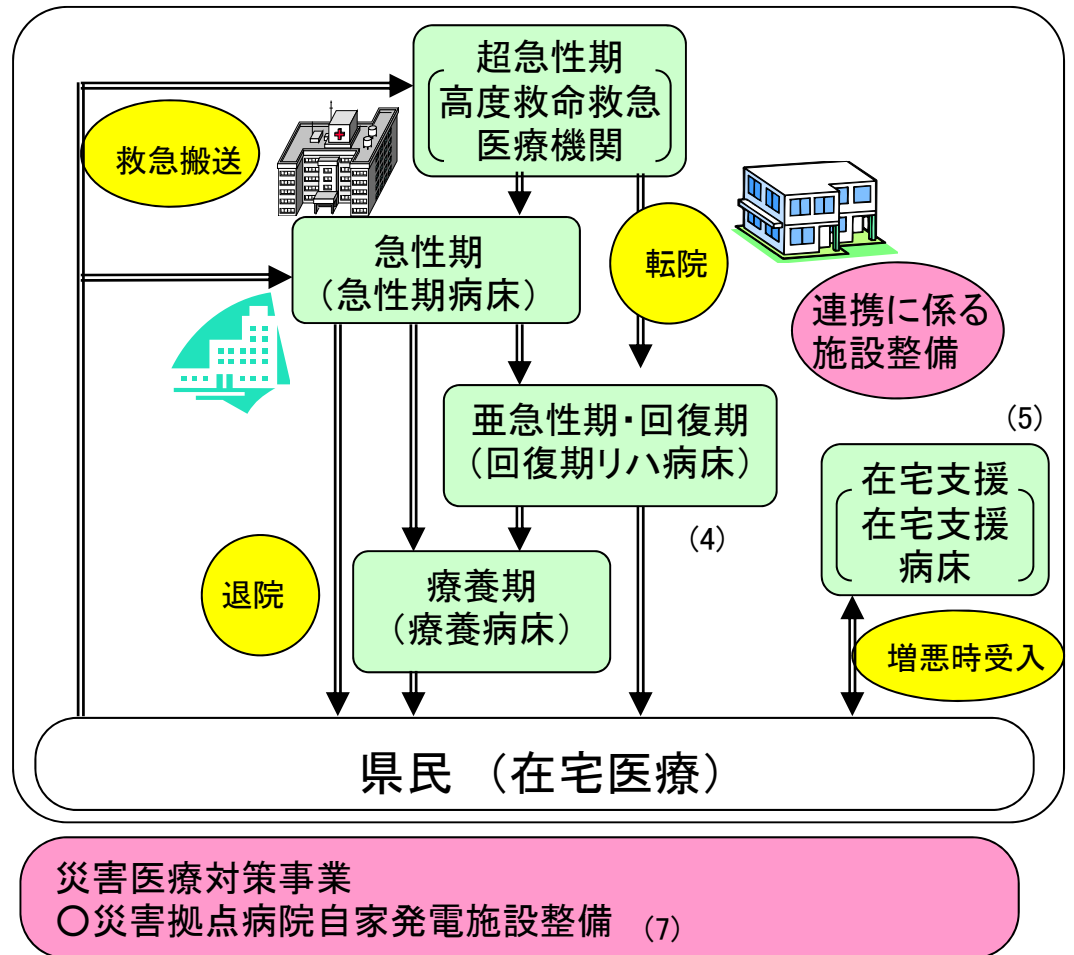 超急性期
高度救命救急
医療機関
救急搬送
急性期
（急性期病床）
転院
連携に係る
施設整備
亜急性期・回復期
（回復期リハ病床）
(5)
在宅支援
在宅支援
病床
(4)
退院
療養期
（療養病床）
増悪時受入
県民 （在宅医療）
災害医療対策事業
〇災害拠点病院自家発電施設整備 (7)